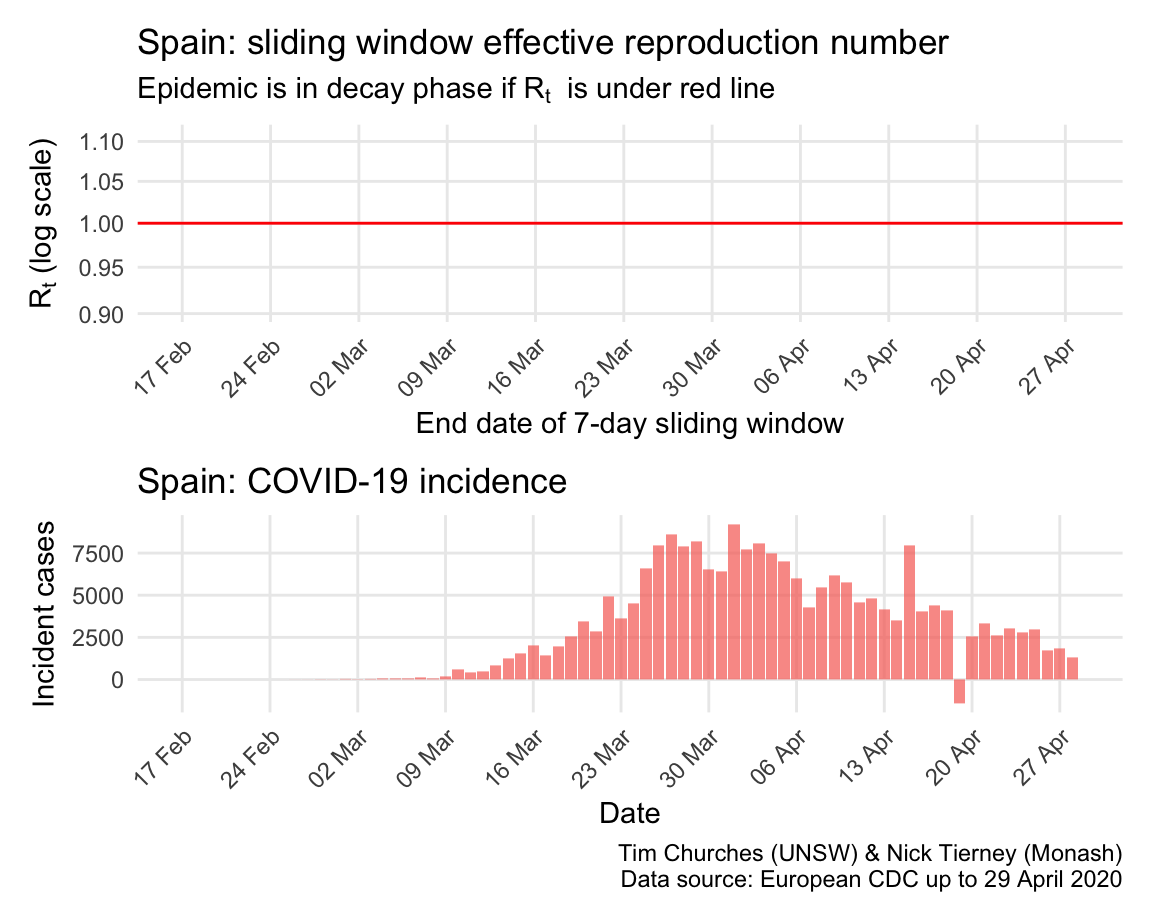 Spain: sliding window effective reproduction number
Epidemic is in decay phase if Rt is under red line
Rt (log scale)
1.10
1.05
1.00
0.95
0.90
17 Feb
24 Feb
02 Mar
09 Mar
16 Mar
23 Mar
30 Mar
06 Apr
13 Apr
20 Apr
27 Apr
End date of 7-day sliding window
Spain: COVID-19 incidence
Incident cases
7500
5000
2500
0
17 Feb
24 Feb
02 Mar
09 Mar
16 Mar
23 Mar
30 Mar
06 Apr
13 Apr
20 Apr
27 Apr
Date
Tim Churches (UNSW) & Nick Tierney (Monash)
Data source: European CDC up to 29 April 2020